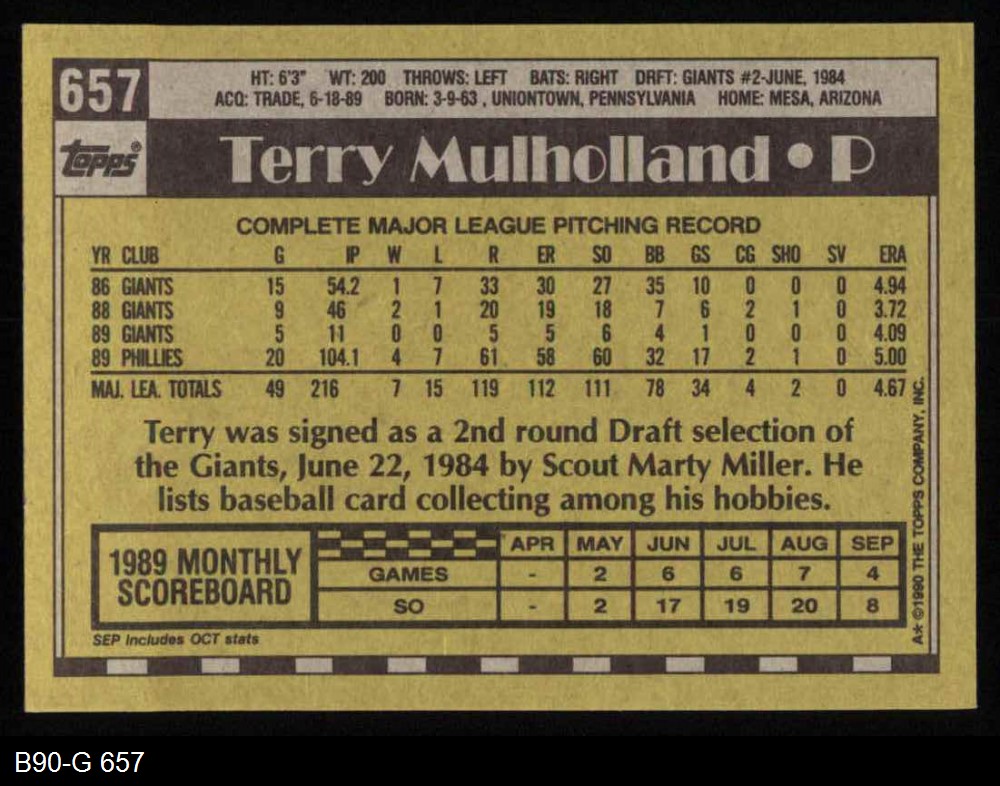 657
HT: 6'3" WT: 200 THROWS: LEFT BATS: RIGHT DRFT: GIANTS #2-JUNE, 1984
ACQ: TRADE, 6-18-89 BORN: 3-9-63 , UNIONTOWN, PENNSYLVANIA HOME: MESA, ARIZONA
topps®
Terry Mulholland • P
COMPLETE MAJOR LEAGUE PITCHING RECORD
YR CLUB G IP W L R ER SO BB GS CG SHO SV ERA
86 GIANTS 15 54.2 1 7 33 30 27 35 10 0 0 0 4.94
88 GIANTS 9 46 2 1 20 19 18 7 6 2 1 0 3.72
89 GIANTS 5 11 0 0 5 5 6 4 1 0 0 0 4.09
89 PHILLIES 20 104.1 4 7 61 58 60 32 17 2 1 0 5.00
MAJ. LEA. TOTALS 49 216 7 15 119 112 111 78 34 4 2 0 4.67
Terry was signed as a 2nd round Draft selection of
the Giants, June 22, 1984 by Scout Marty Miller. He
lists baseball card collecting among his hobbies.
1989 MONTHLY
SCOREBOARD
APR MAY JUN JUL AUG SEP
GAMES - 2 6 6 7 4
SO - 2 17 19 20 8
SEP Includes OCT stats
A* ©1990 THE TOPPS COMPANY, INC.
B90-G 657